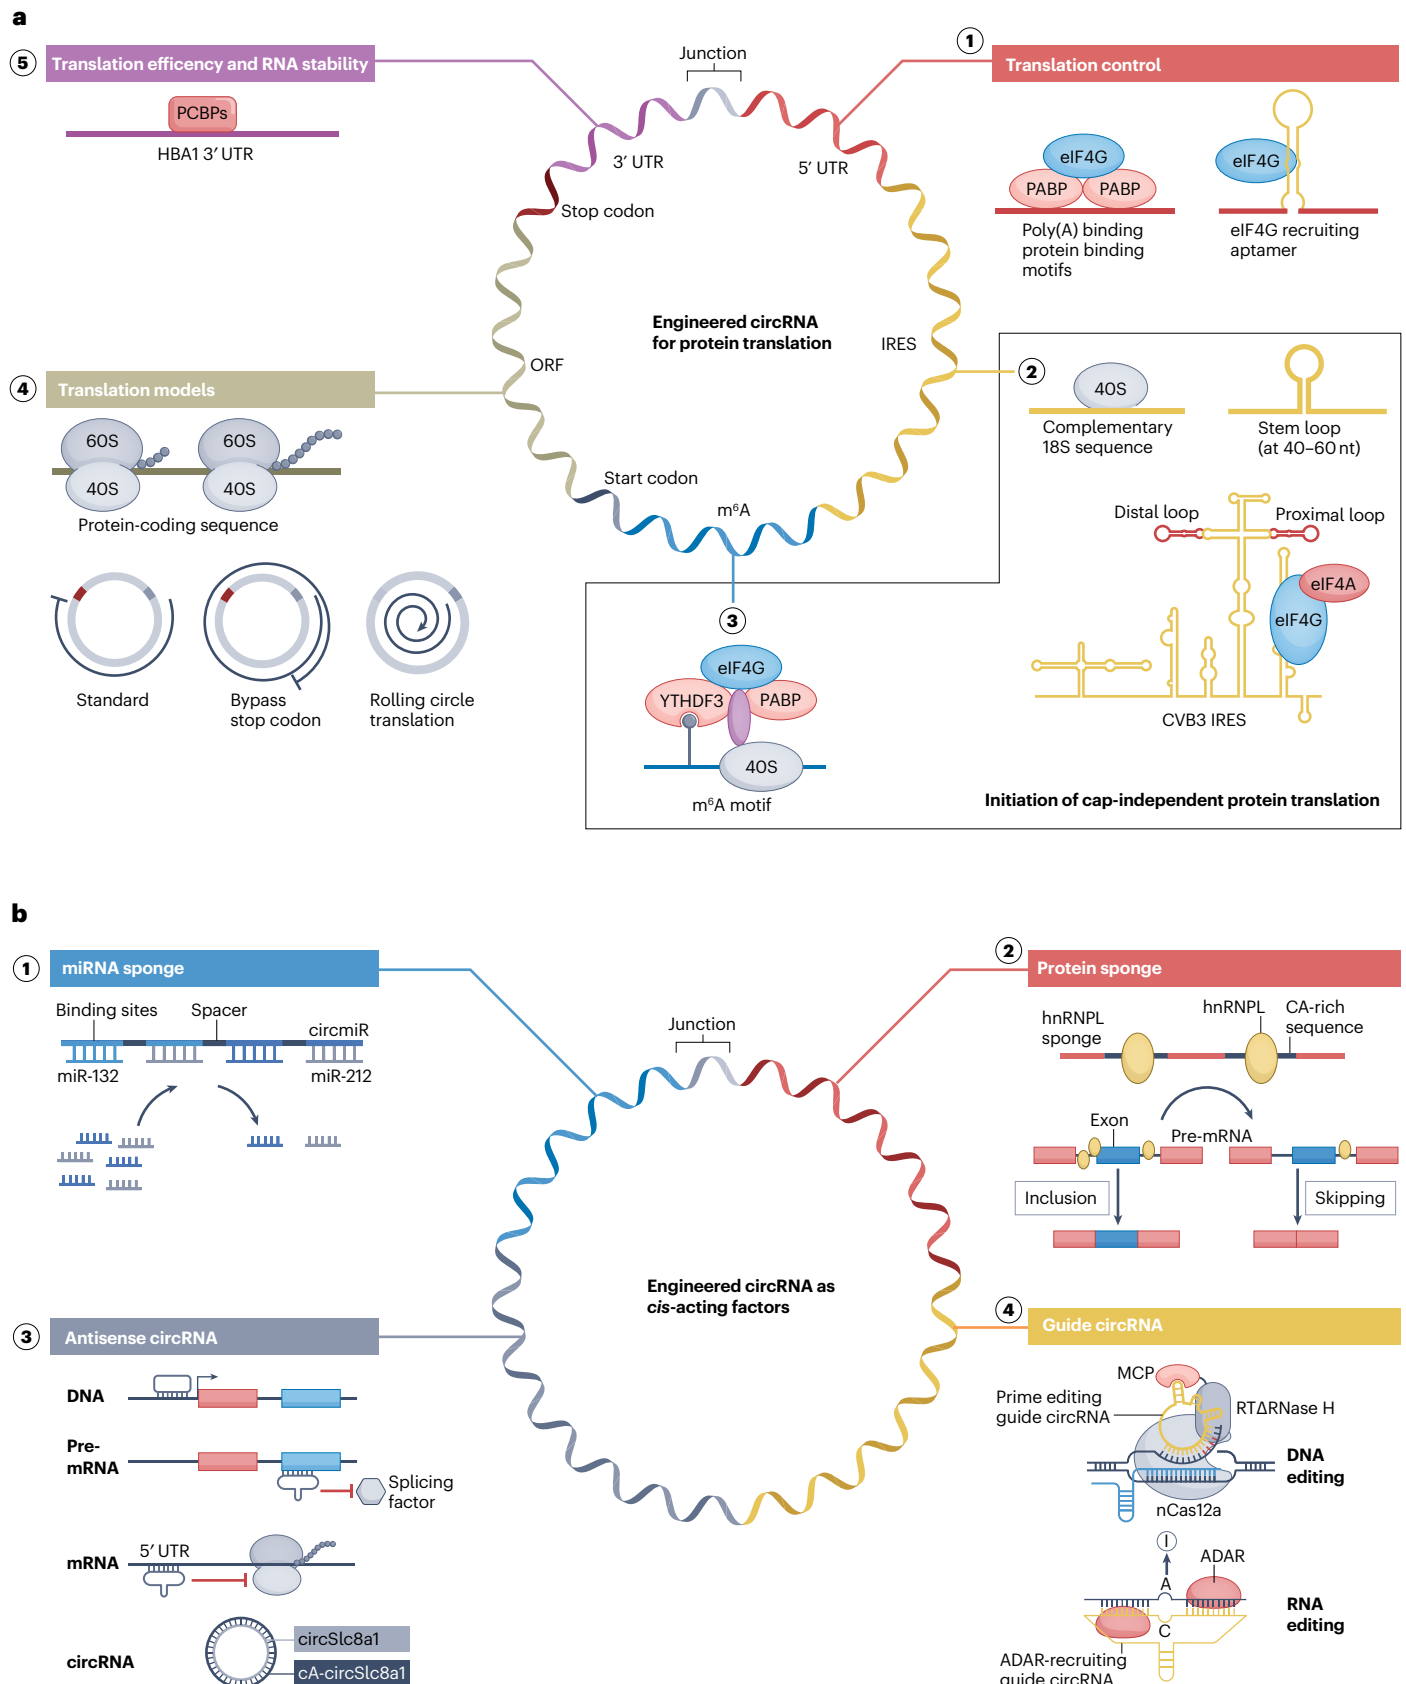 a
5
Translation efficency and RNA stability
PCBPs
HBA1 3′ UTR
Junction
3′ UTR
5′ UTR
Stop codon
Engineered circRNA
for protein translation
IRES
ORF
Start codon
m⁶A
1
Translation control
eIF4G
PABP
PABP
Poly(A) binding
protein binding
motifs
eIF4G
eIF4G recruiting
aptamer
2
40S
Complementary
18S sequence
Stem loop
(at 40–60 nt)
Distal loop
Proximal loop
eIF4A
eIF4G
CVB3 IRES
3
eIF4G
YTHDF3
PABP
40S
m⁶A motif
Initiation of cap-independent protein translation
4
Translation models
60S
60S
40S
40S
Protein-coding sequence
Standard
Bypass
stop codon
Rolling circle
translation
b
1
miRNA sponge
Binding sites
Spacer
circmiR
miR-132
miR-212
Junction
Engineered circRNA as
cis-acting factors
2
Protein sponge
hnRNPL
sponge
hnRNPL
CA-rich
sequence
Exon
Pre-mRNA
Inclusion
Skipping
3
Antisense circRNA
DNA
Pre-
mRNA
Splicing
factor
mRNA
5′ UTR
circRNA
circSlc8a1
cA-circSlc8a1
4
Guide circRNA
MCP
Prime editing
guide circRNA
RTΔRNase H
DNA
editing
nCas12a
I
A
ADAR
C
RNA
editing
ADAR-recruiting
guide circRNA